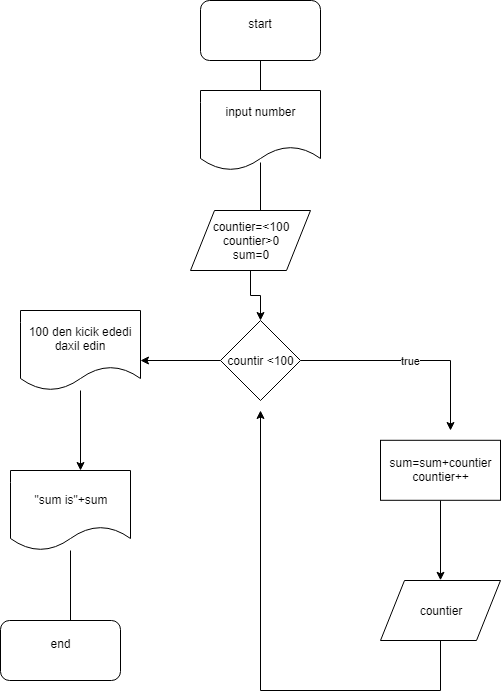 start
input number
countier=<100
countier>0
sum=0
countir <100
true
100 den kicik ededi
daxil edin
sum=sum+countier
countier++
"sum is"+sum
countier
end